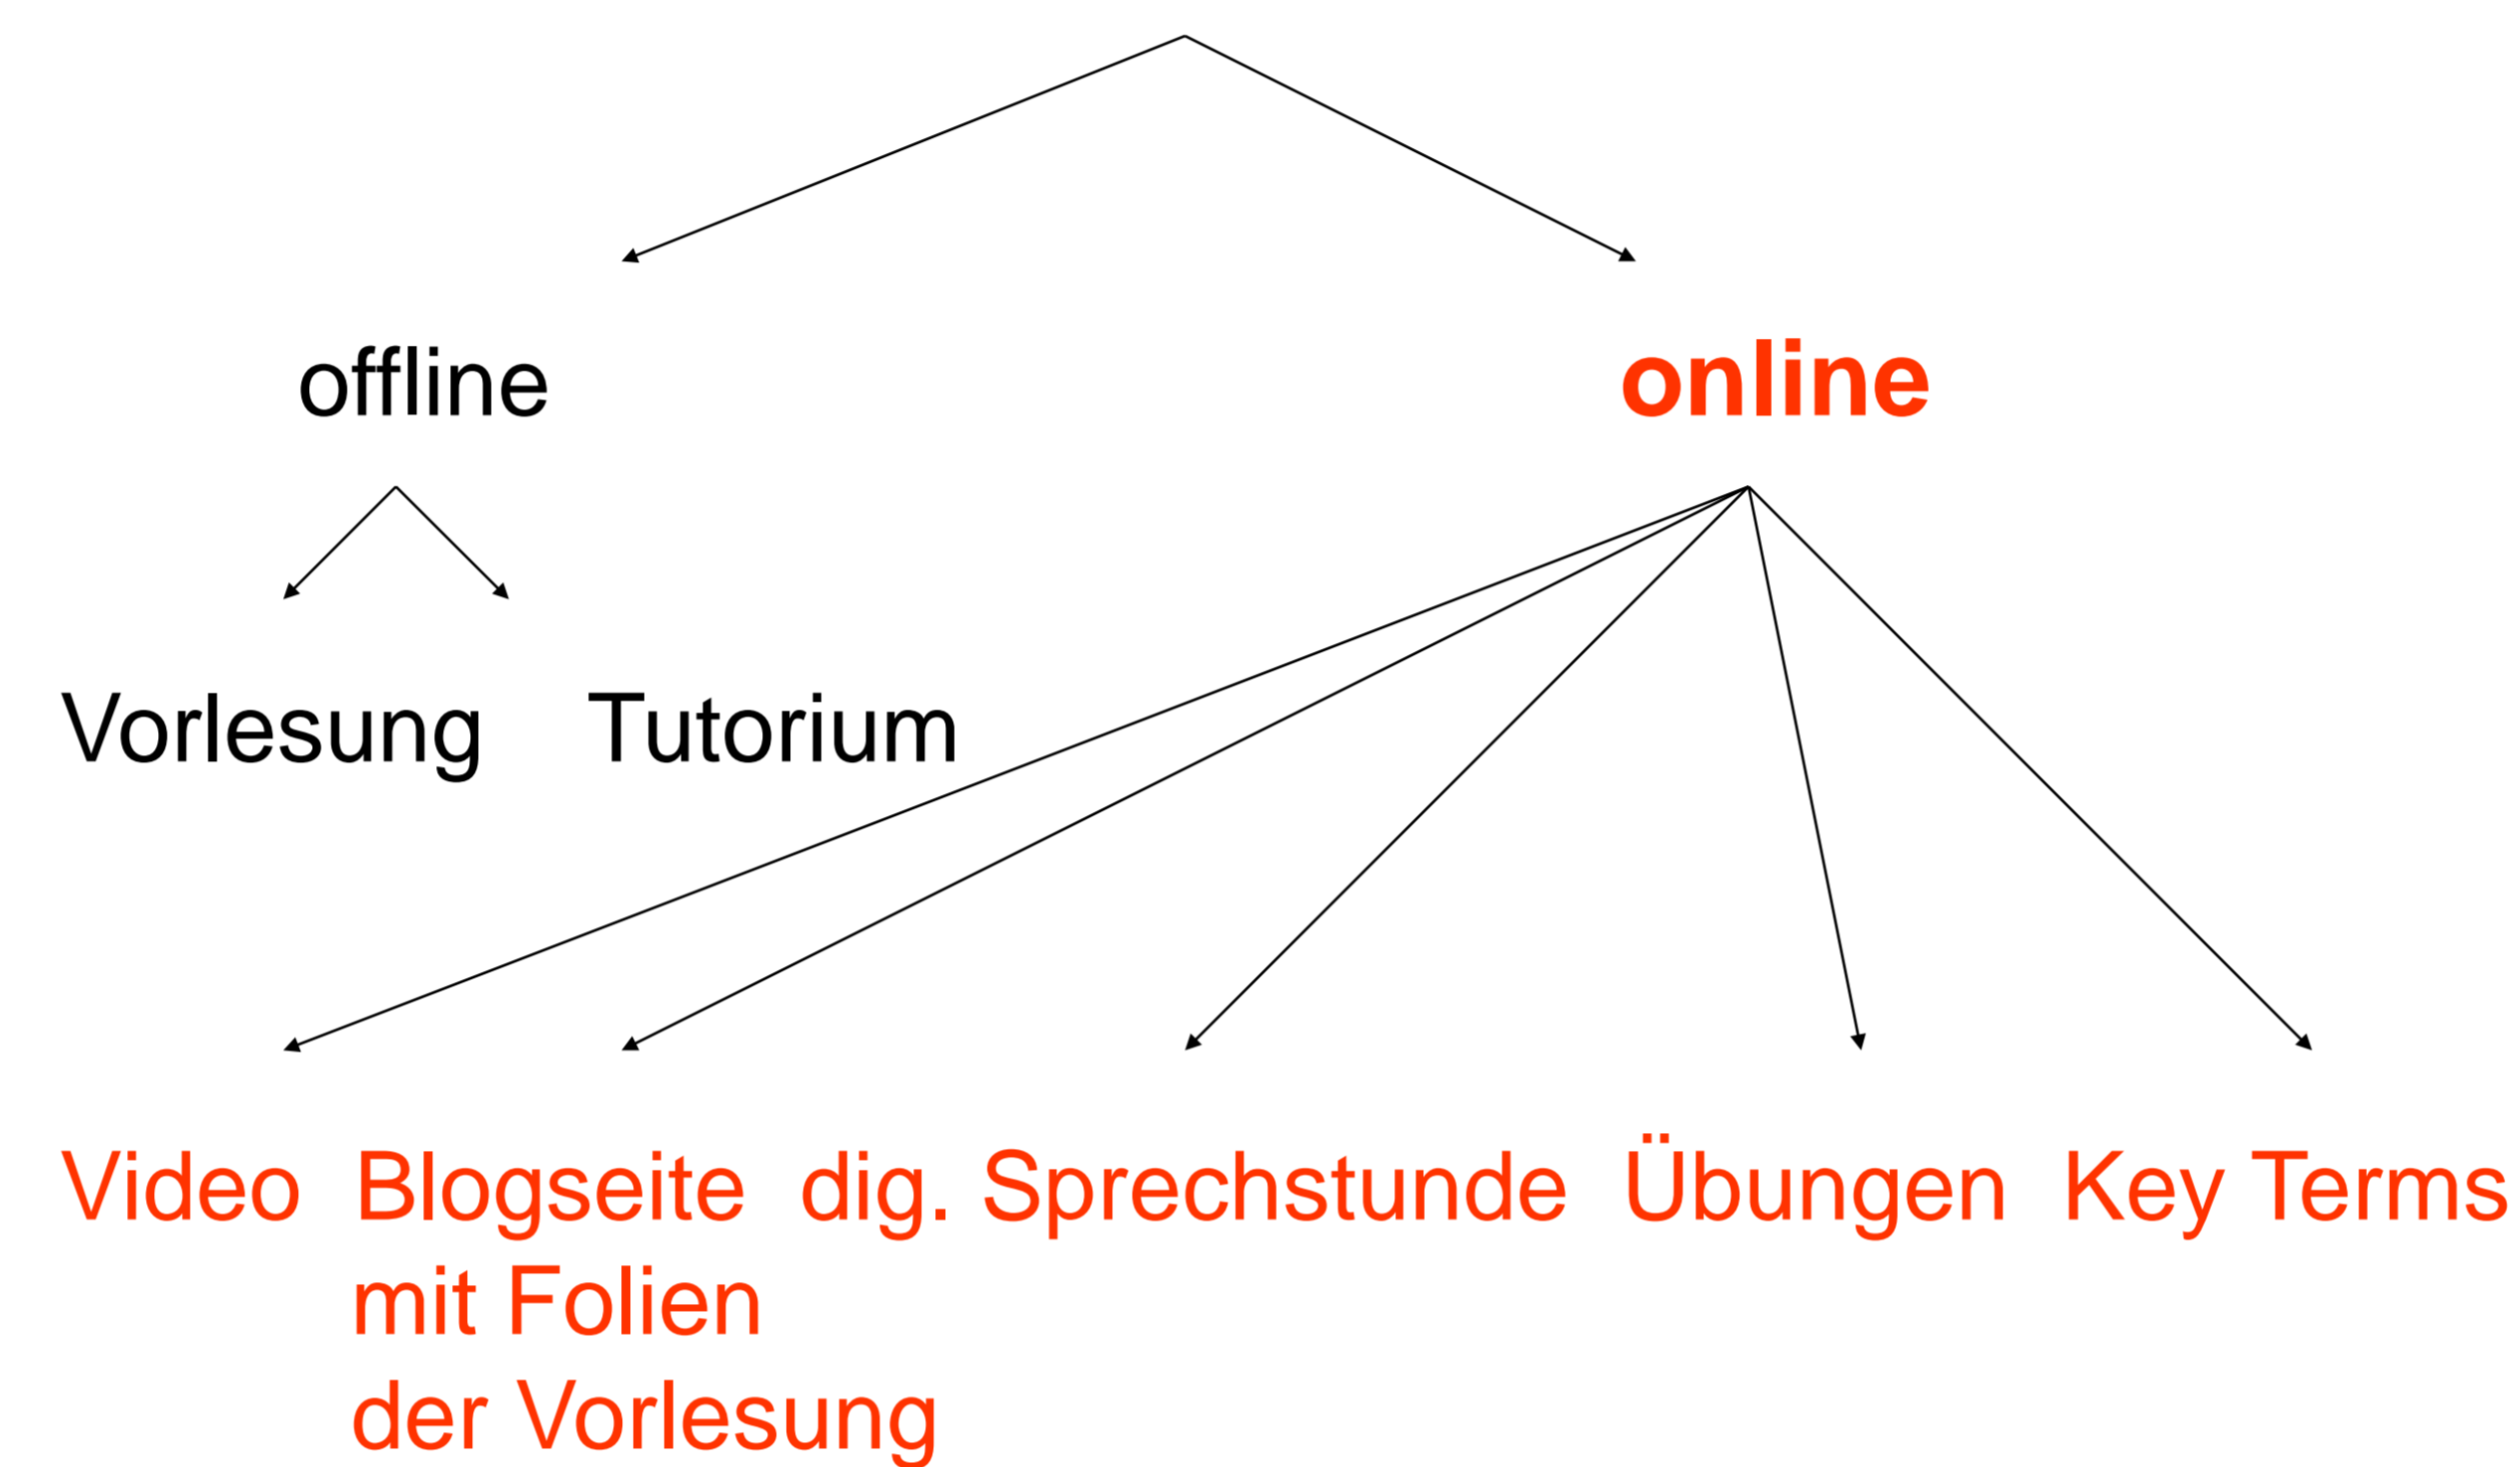 offline online
Vorlesung Tutorium
Video Blogseite dig. Sprechstunde Übungen Key Terms
mit Folien
der Vorlesung